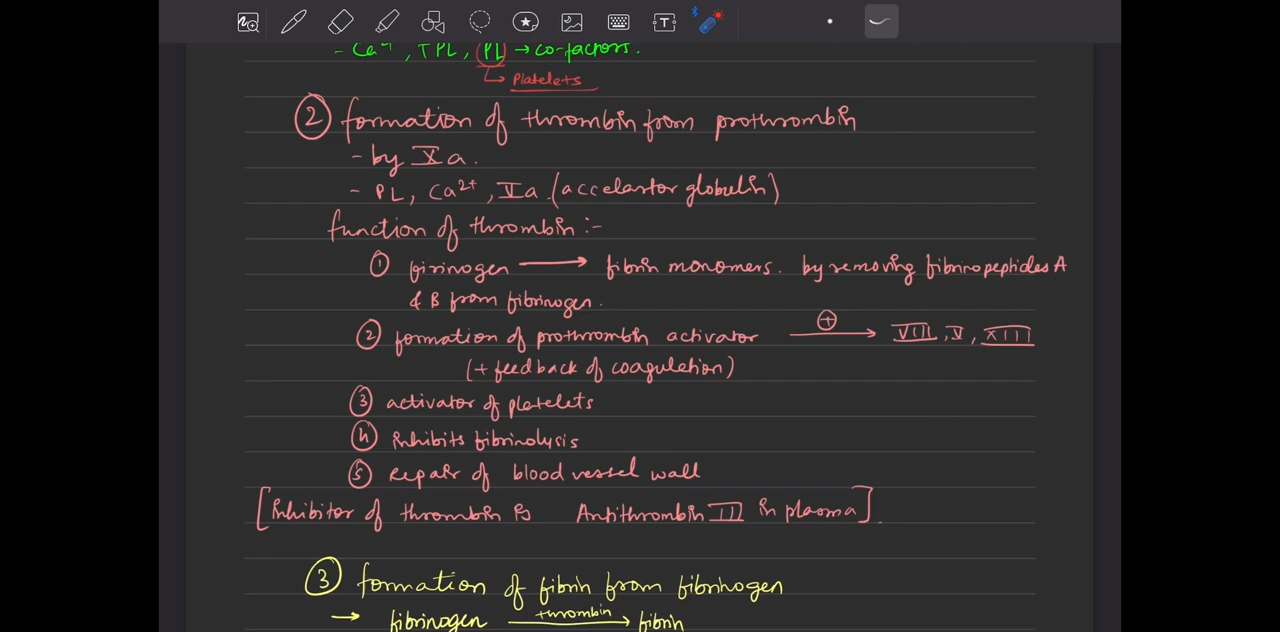 - Ca²⁺, TPL, PL → co-factors.
↳ Platelets
② formation of thrombin from prothrombin
- by Xa.
- PL, Ca²⁺, Va (accelartor globulin)
function of thrombin :-
① firinogen → fibrin monomers. by removing fibrinopeptides A
& B from fibrinogen.
② formation of prothrombin activator ⊕→ VIII, V, XIII
(+ feedback of coagulation)
③ activator of platelets
④ inhibits fibrinolysis
⑤ Repair of blood vessel wall
[Inhibitor of thrombin is Antithrombin III in plasma].
③ formation of fibrin from fibrinogen
→ fibrinogen thrombin→ fibrin